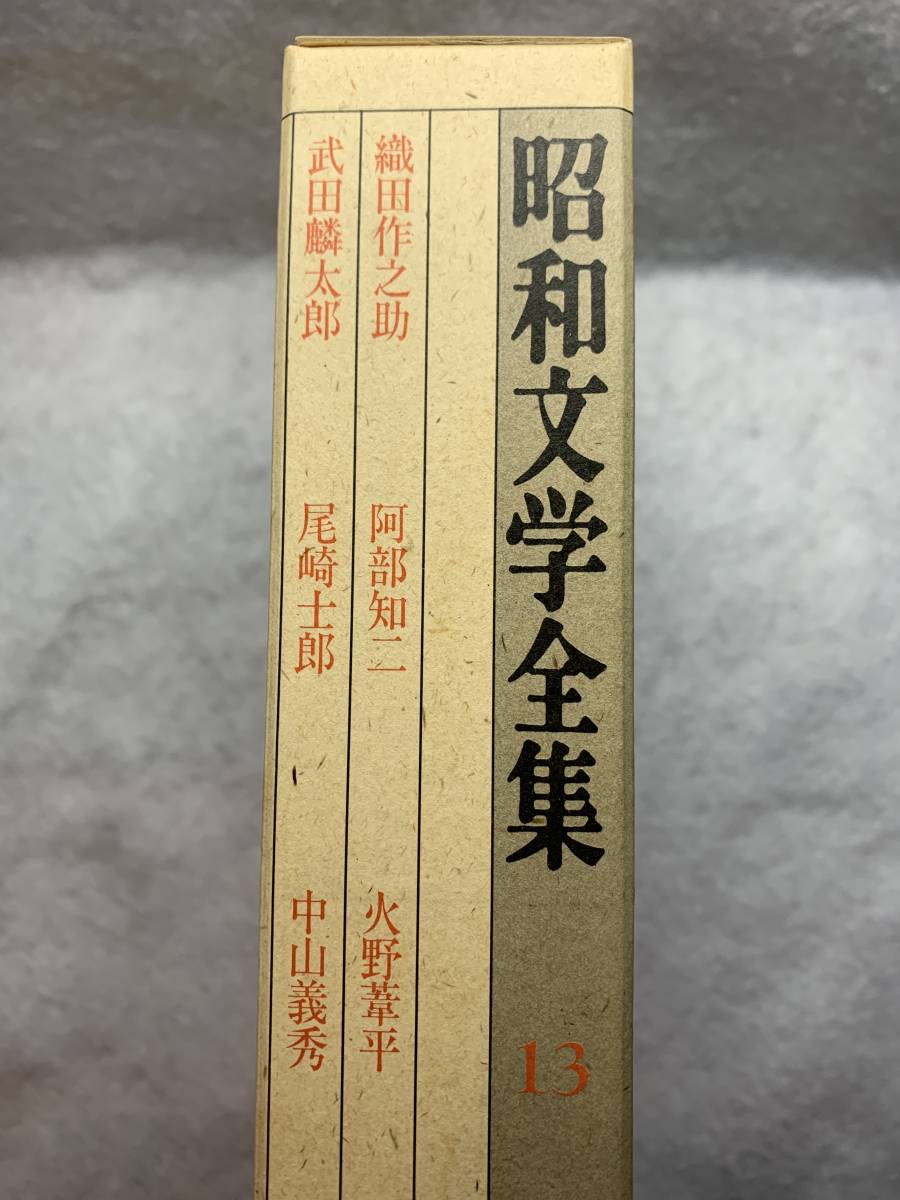 昭和文学全集 13
織田作之助 阿部知二 火野葦平
武田麟太郎 尾崎士郎 中山義秀